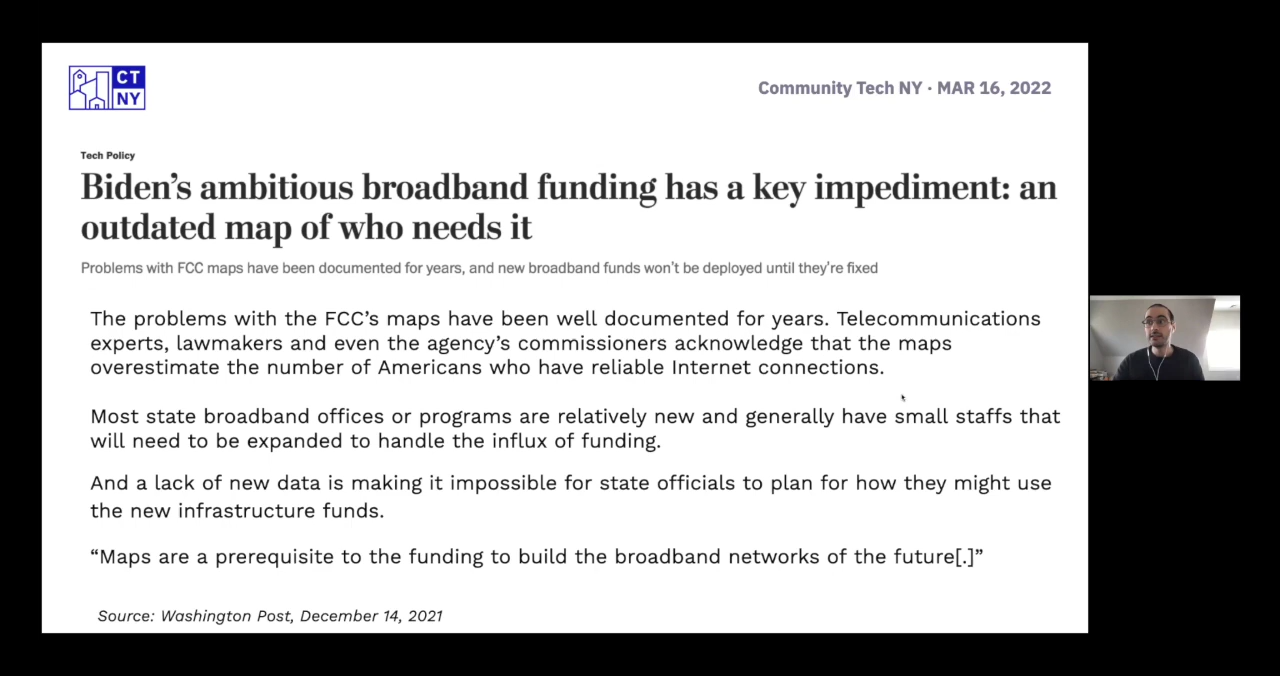 CT
NY
Community Tech NY · MAR 16, 2022
Tech Policy
Biden’s ambitious broadband funding has a key impediment: an
outdated map of who needs it
Problems with FCC maps have been documented for years, and new broadband funds won’t be deployed until they’re fixed
The problems with the FCC’s maps have been well documented for years. Telecommunications
experts, lawmakers and even the agency’s commissioners acknowledge that the maps
overestimate the number of Americans who have reliable Internet connections.
Most state broadband offices or programs are relatively new and generally have small staffs that
will need to be expanded to handle the influx of funding.
And a lack of new data is making it impossible for state officials to plan for how they might use
the new infrastructure funds.
“Maps are a prerequisite to the funding to build the broadband networks of the future[.]”
Source: Washington Post, December 14, 2021